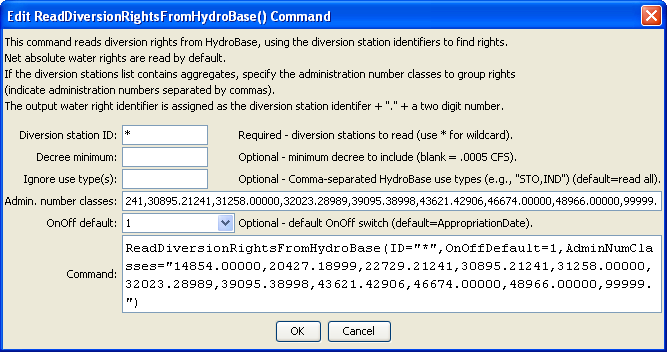 Edit ReadDiversionRightsFromHydroBase() Command
This command reads diversion rights from HydroBase, using the diversion station identifiers to find rights.
Net absolute water rights are read by default.
If the diversion stations list contains aggregates, specify the administration number classes to group rights
(indicate administration numbers separated by commas).
The output water right identifier is assigned as the diversion station identifer + "." + a two digit number.
Diversion station ID: * Required - diversion stations to read (use * for wildcard).
Decree minimum: Optional - minimum decree to include (blank = .0005 CFS).
Ignore use type(s): Optional - Comma-separated HydroBase use types (e.g., "STO,IND") (default=read all).
Admin. number classes: 241,30895.21241,31258.00000,32023.28989,39095.38998,43621.42906,46674.00000,48966.00000,99999.
OnOff default: 1 Optional - default OnOff switch (default=AppropriationDate).
Command:
ReadDiversionRightsFromHydroBase(ID="*",OnOffDefault=1,AdminNumCla
sses="14854.00000,20427.18999,22729.21241,30895.21241,31258.00000,
32023.28989,39095.38998,43621.42906,46674.00000,48966.00000,99999.
")
OK Cancel